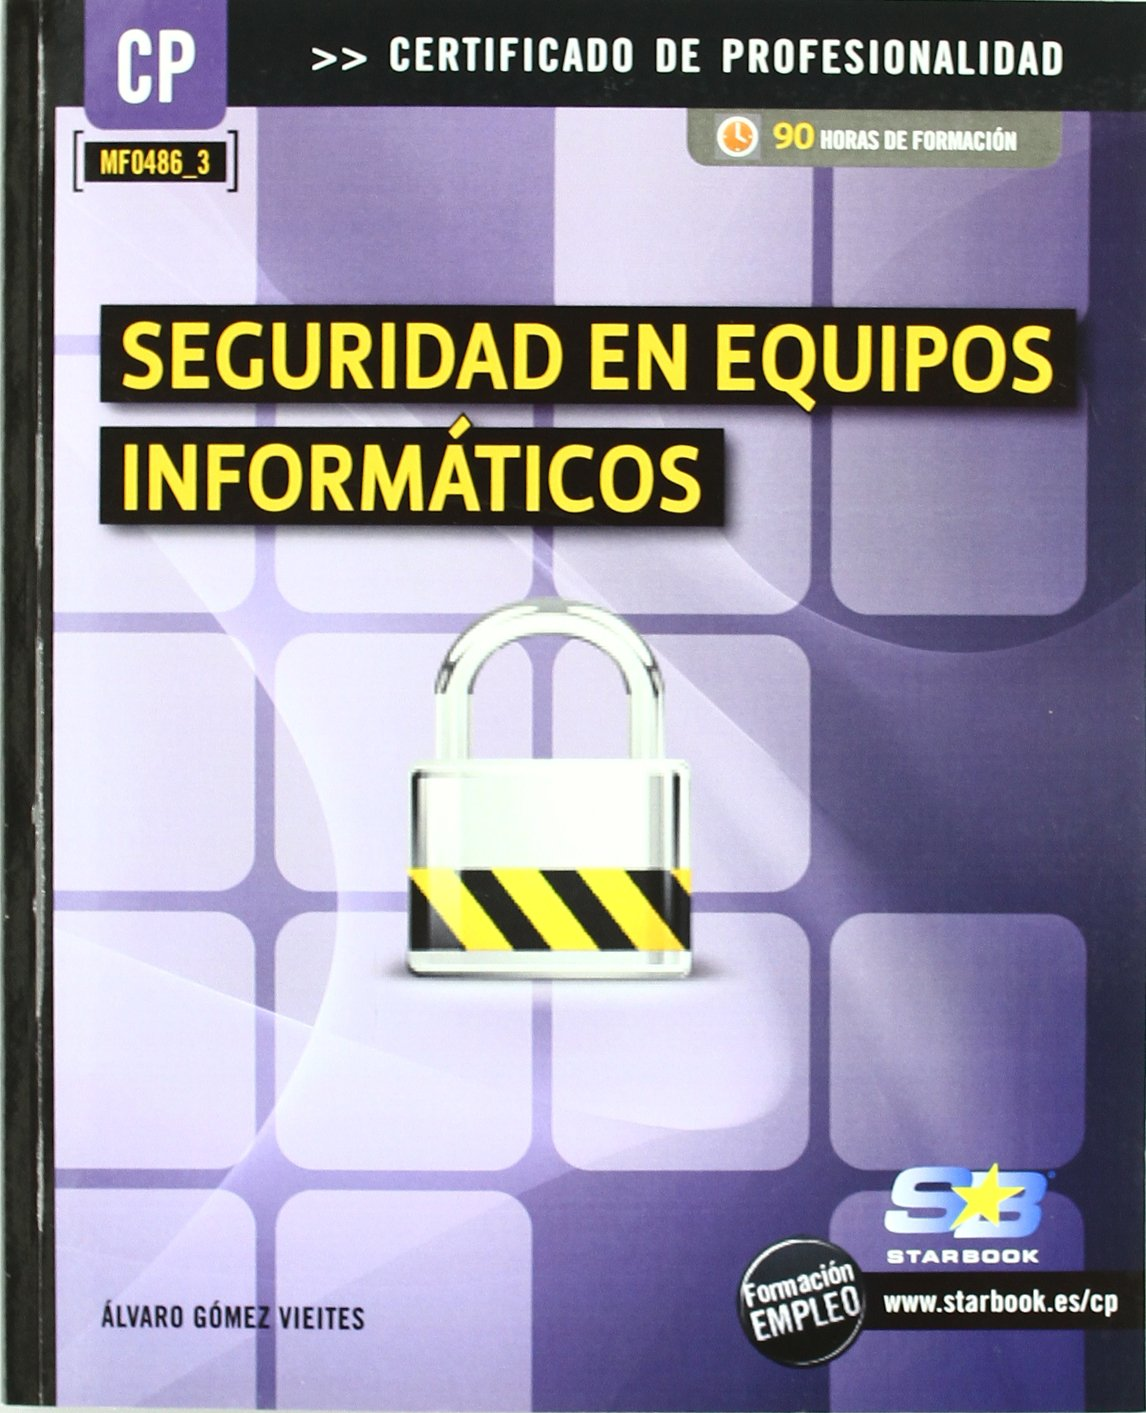 CP
>> CERTIFICADO DE PROFESIONALIDAD
MF0486_3
90 HORAS DE FORMACIÓN
SEGURIDAD EN EQUIPOS
INFORMÁTICOS
SB
STARBOOK
Formación
EMPLEO
www.starbook.es/cp
ÁLVARO GÓMEZ VIEITES